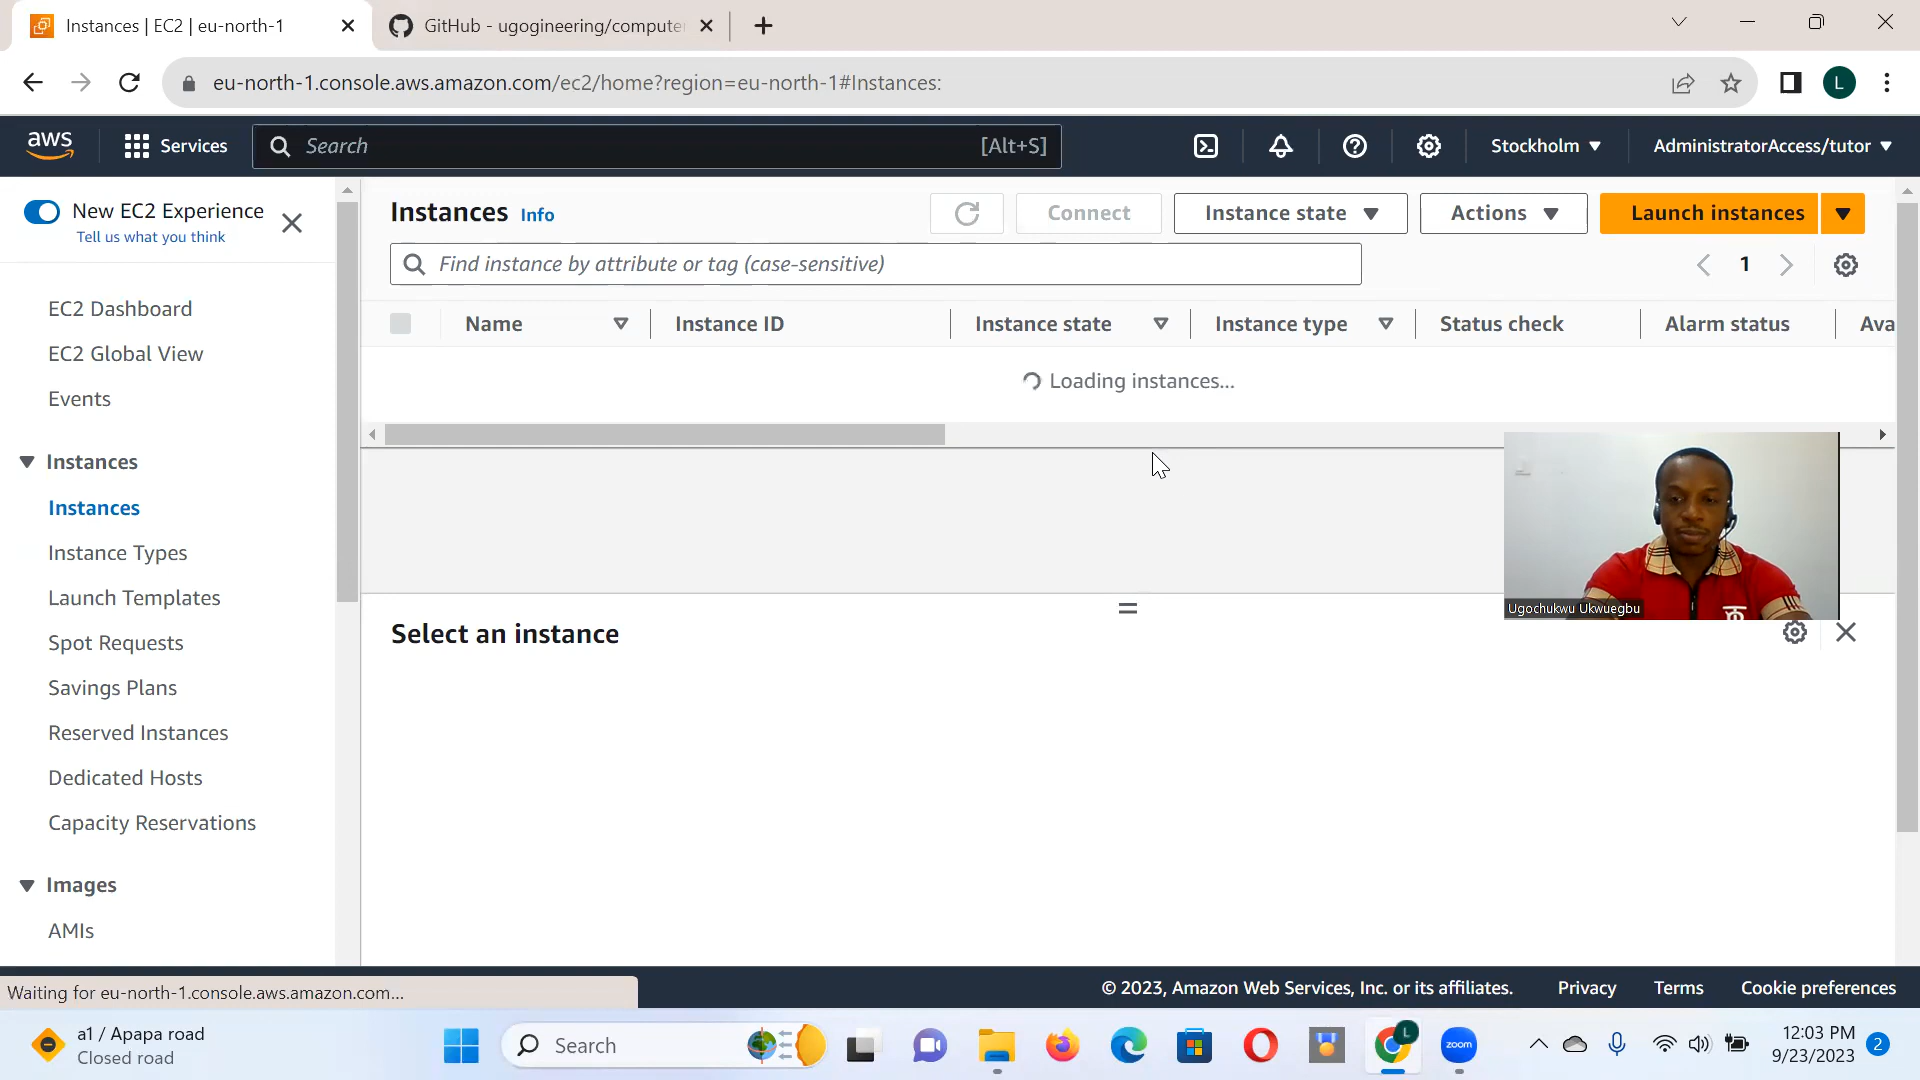 Instances | EC2 | eu-north-1
GitHub - ugogineering/compute
eu-north-1.console.aws.amazon.com/ec2/home?region=eu-north-1#Instances:
L
aws
Services
Search
[Alt+S]
Stockholm
AdministratorAccess/tutor
New EC2 Experience
Tell us what you think
EC2 Dashboard
EC2 Global View
Events
Instances
Instances
Instance Types
Launch Templates
Spot Requests
Savings Plans
Reserved Instances
Dedicated Hosts
Capacity Reservations
Images
AMIs
Instances Info
Connect
Instance state
Actions
Launch instances
Find instance by attribute or tag (case-sensitive)
1
Name
Instance ID
Instance state
Instance type
Status check
Alarm status
Ava
Loading instances...
Ugochukwu Ukwuegbu
Select an instance
Waiting for eu-north-1.console.aws.amazon.com...
© 2023, Amazon Web Services, Inc. or its affiliates.
Privacy
Terms
Cookie preferences
a1 / Apapa road
Closed road
Search
L
zoom
12:03 PM
9/23/2023
2